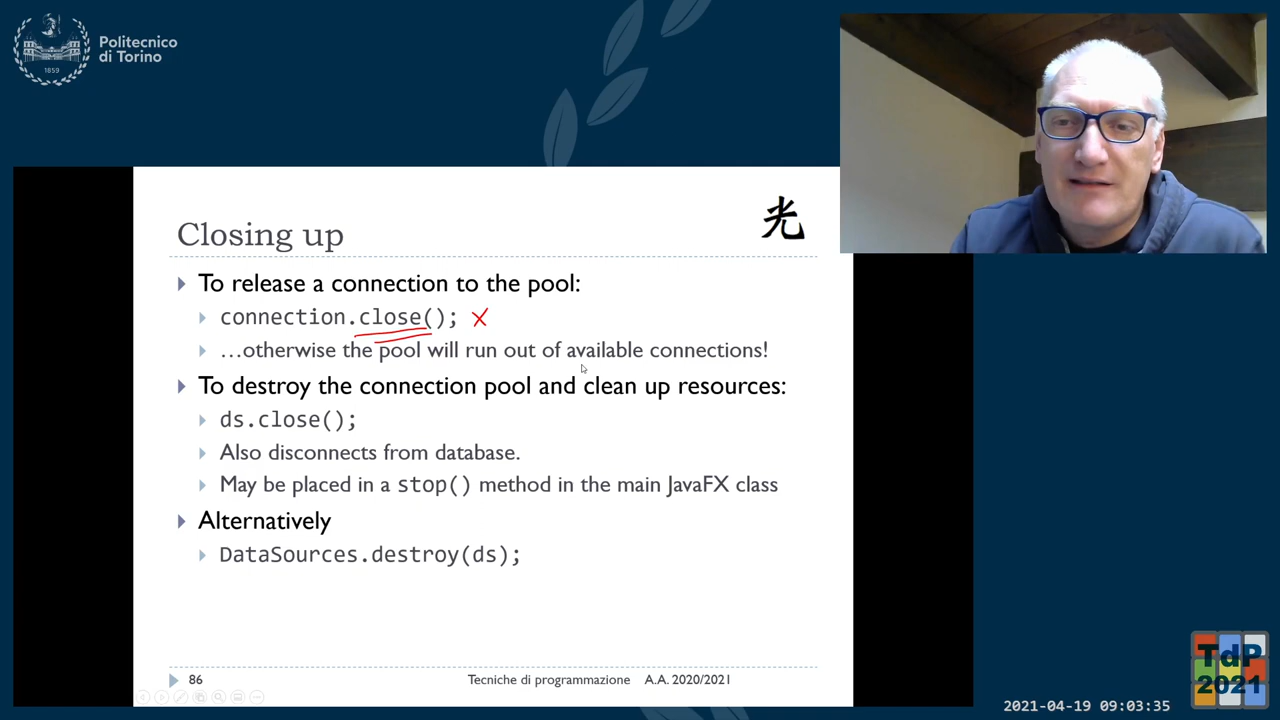 Politecnico
di Torino
1859
Closing up
光
To release a connection to the pool:
connection.close(); X
…otherwise the pool will run out of available connections!
To destroy the connection pool and clean up resources:
ds.close();
Also disconnects from database.
May be placed in a stop() method in the main JavaFX class
Alternatively
DataSources.destroy(ds);
86
Tecniche di programmazione A.A. 2020/2021
TdP
2021
2021-04-19 09:03:35